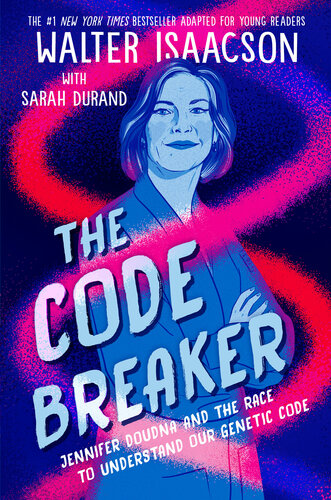 THE #1 NEW YORK TIMES BESTSELLER ADAPTED FOR YOUNG READERS
WALTER ISAACSON
WITH
SARAH DURAND
THE
CODE
BREAKER
JENNIFER DOUDNA AND THE RACE
TO UNDERSTAND OUR GENETIC CODE